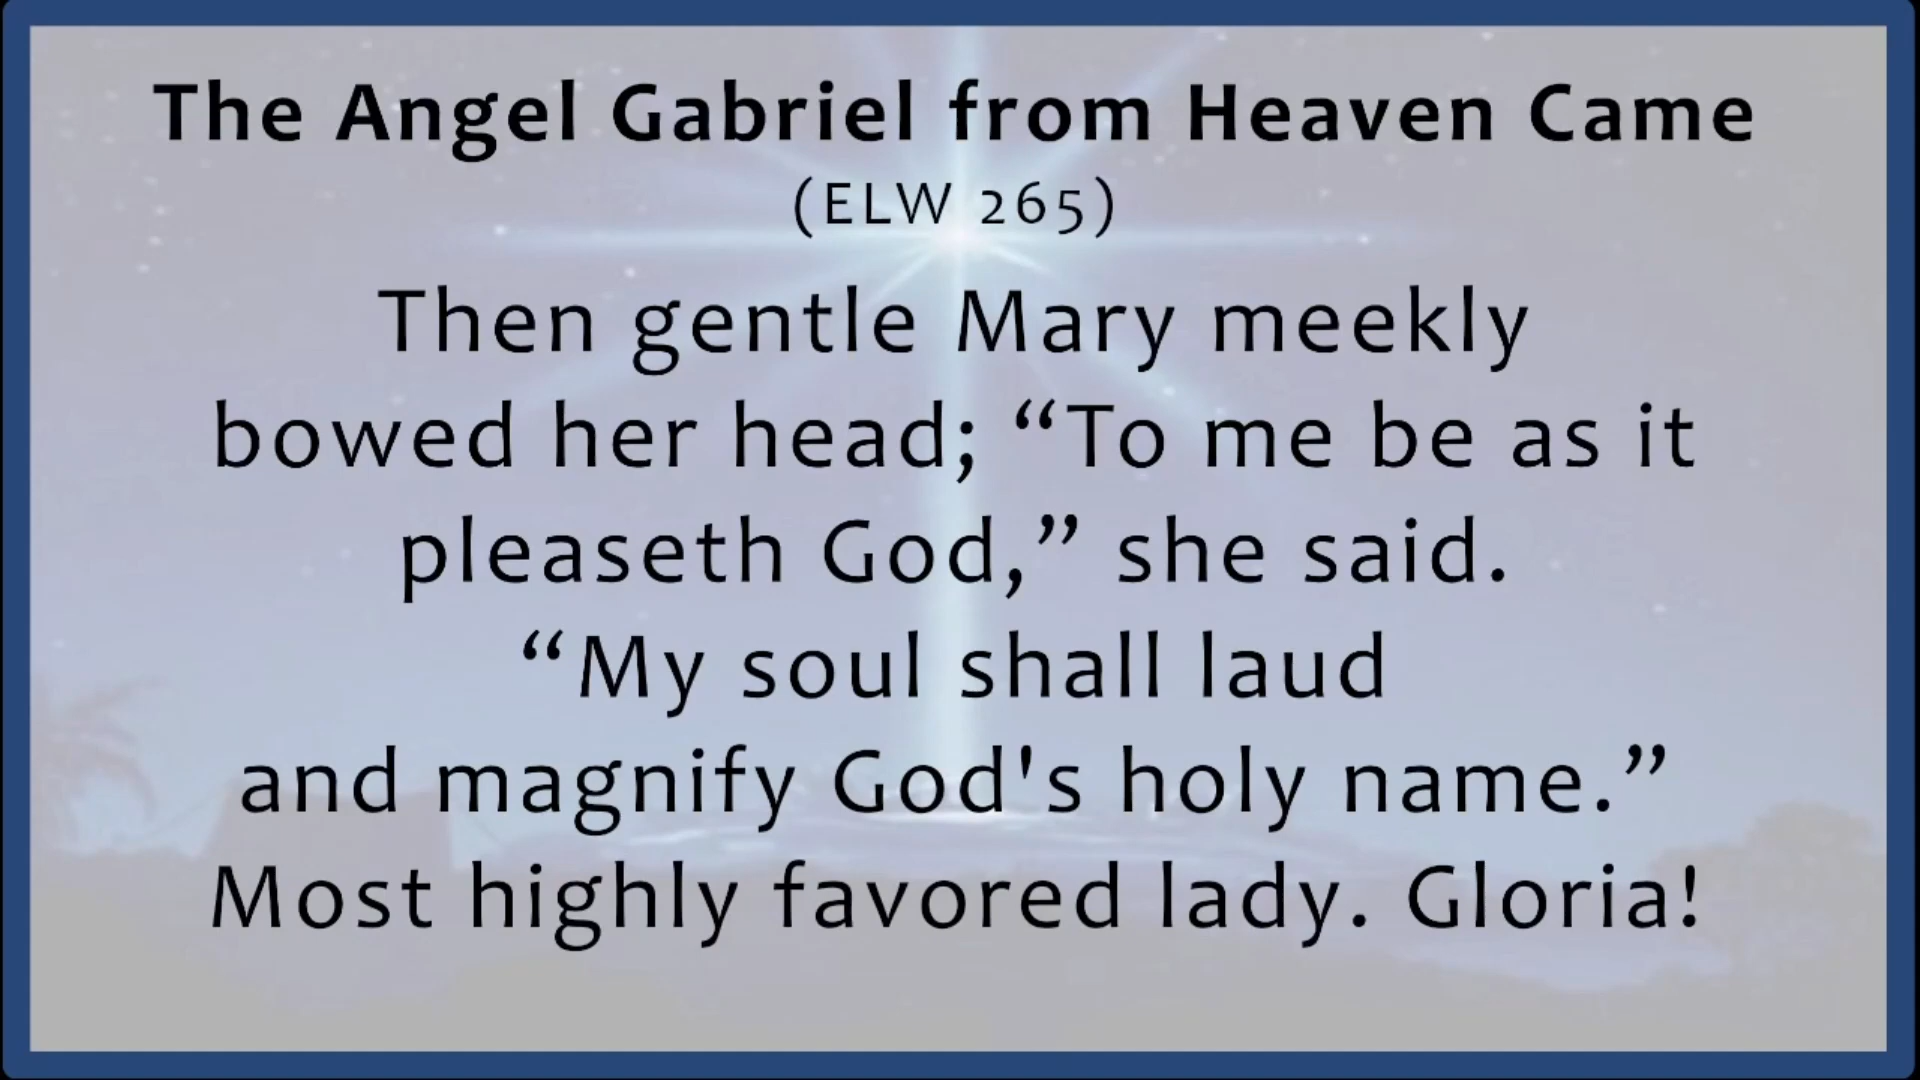 The Angel Gabriel from Heaven Came
(ELW 265)
Then gentle Mary meekly
bowed her head; “To me be as it
pleaseth God,” she said.
“My soul shall laud
and magnify God's holy name.”
Most highly favored lady. Gloria!